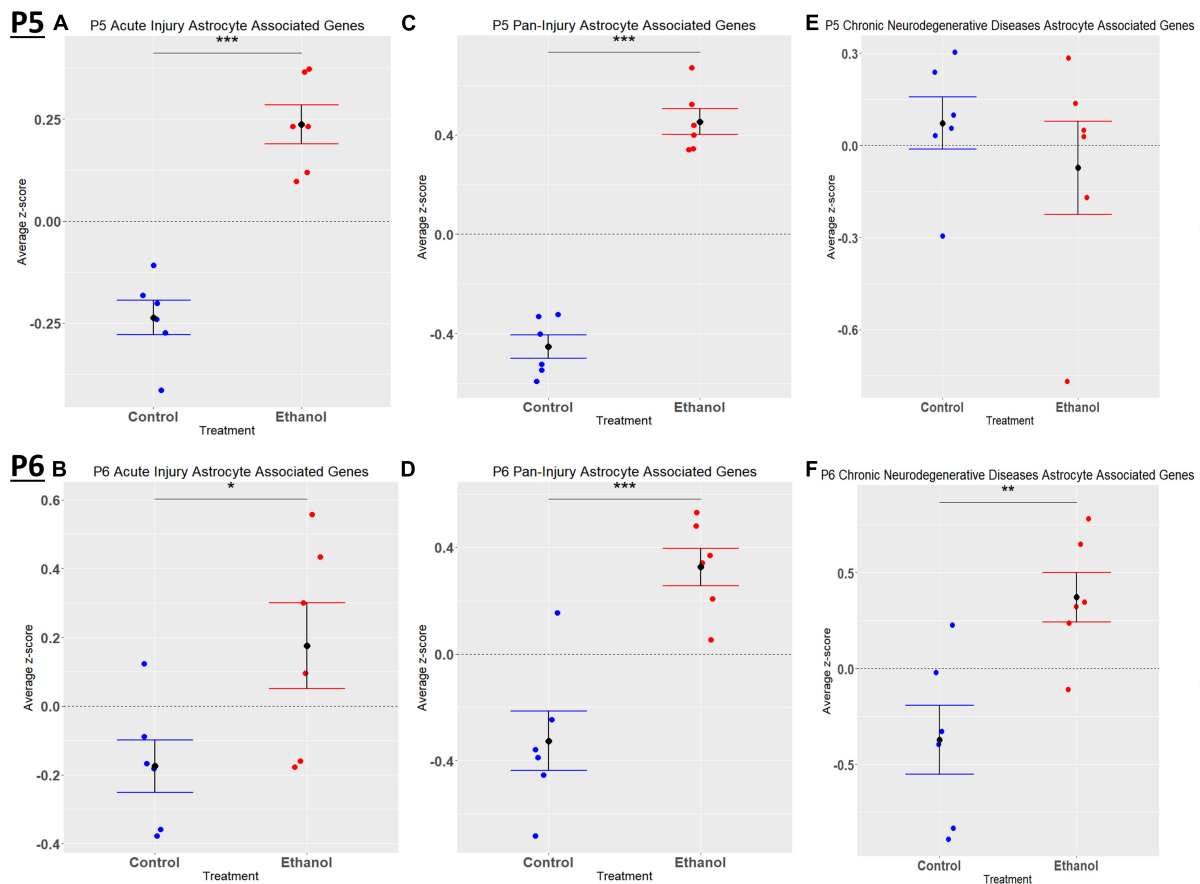 P5
A
P5 Acute Injury Astrocyte Associated Genes
***
0.25
0.00
-0.25
Average z-score
Control
Ethanol
Treatment
C
P5 Pan-Injury Astrocyte Associated Genes
***
0.4
0.0
-0.4
Average z-score
Control
Ethanol
Treatment
E
P5 Chronic Neurodegenerative Diseases Astrocyte Associated Genes
0.3
0.0
-0.3
-0.6
Average z-score
Control
Ethanol
Treatment
P6
B
P6 Acute Injury Astrocyte Associated Genes
*
0.6
0.4
0.2
0.0
-0.2
-0.4
Average z-score
Control
Ethanol
Treatment
D
P6 Pan-Injury Astrocyte Associated Genes
***
0.4
0.0
-0.4
Average z-score
Control
Ethanol
Treatment
F
P6 Chronic Neurodegenerative Diseases Astrocyte Associated Genes
**
0.5
0.0
-0.5
Average z-score
Control
Ethanol
Treatment